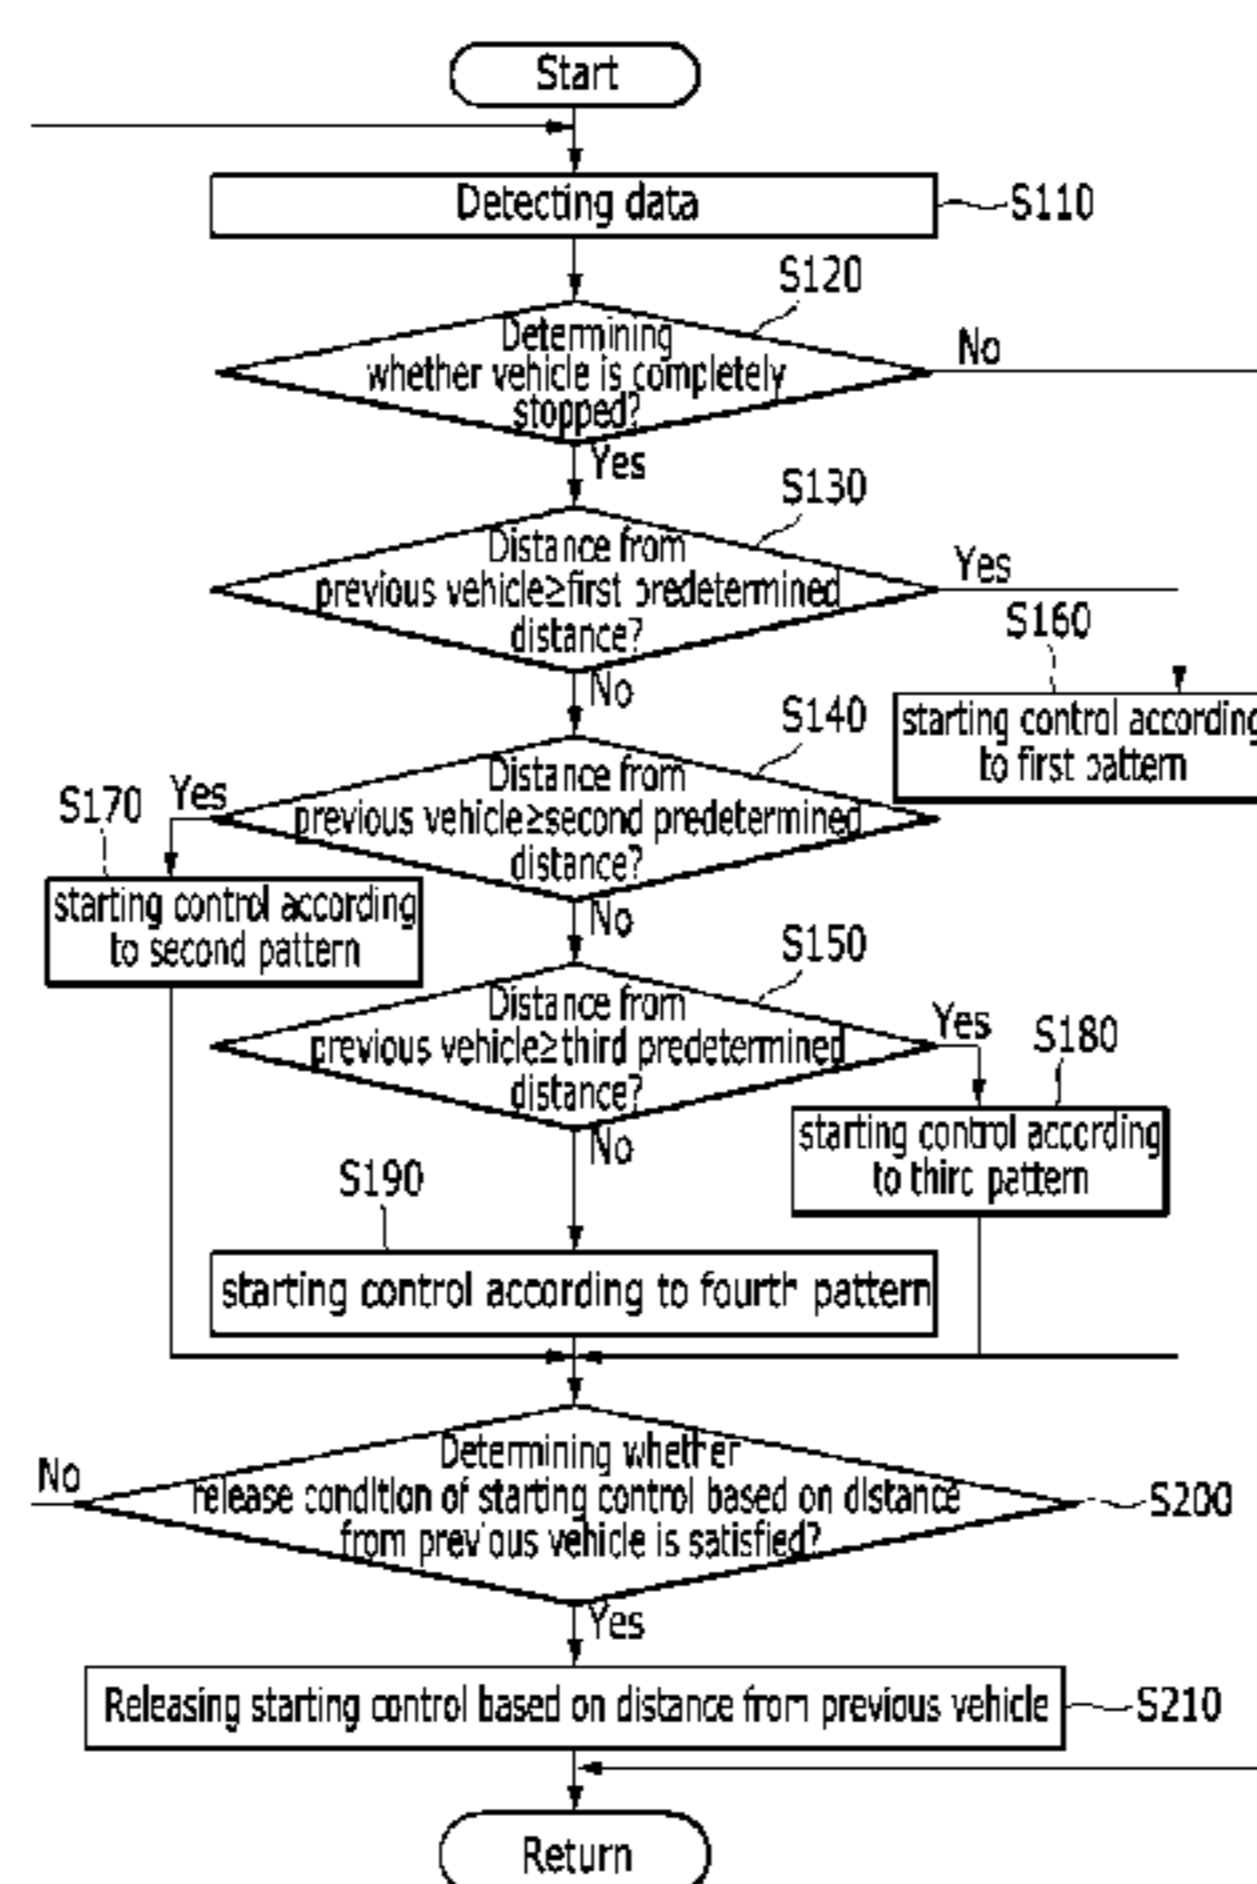 Start
Detecting data
S110
S120
Determining
whether vehicle is completely
stopped?
No
Yes
S130
Distance from
previous vehicle≥first predetermined
distance?
Yes
S160
No
starting control according
to first pattern
S140
Distance from
previous vehicle≥second predetermined
distance?
Yes
S170
starting control according
to second pattern
No
S150
Distance from
previous vehicle≥third predetermined
distance?
Yes
S180
starting control according
to third pattern
No
S190
starting control according to fourth pattern
Determining whether
release condition of starting control based on distance
from previous vehicle is satisfied?
No
S200
Yes
Releasing starting control based on distance from previous vehicle
S210
Return